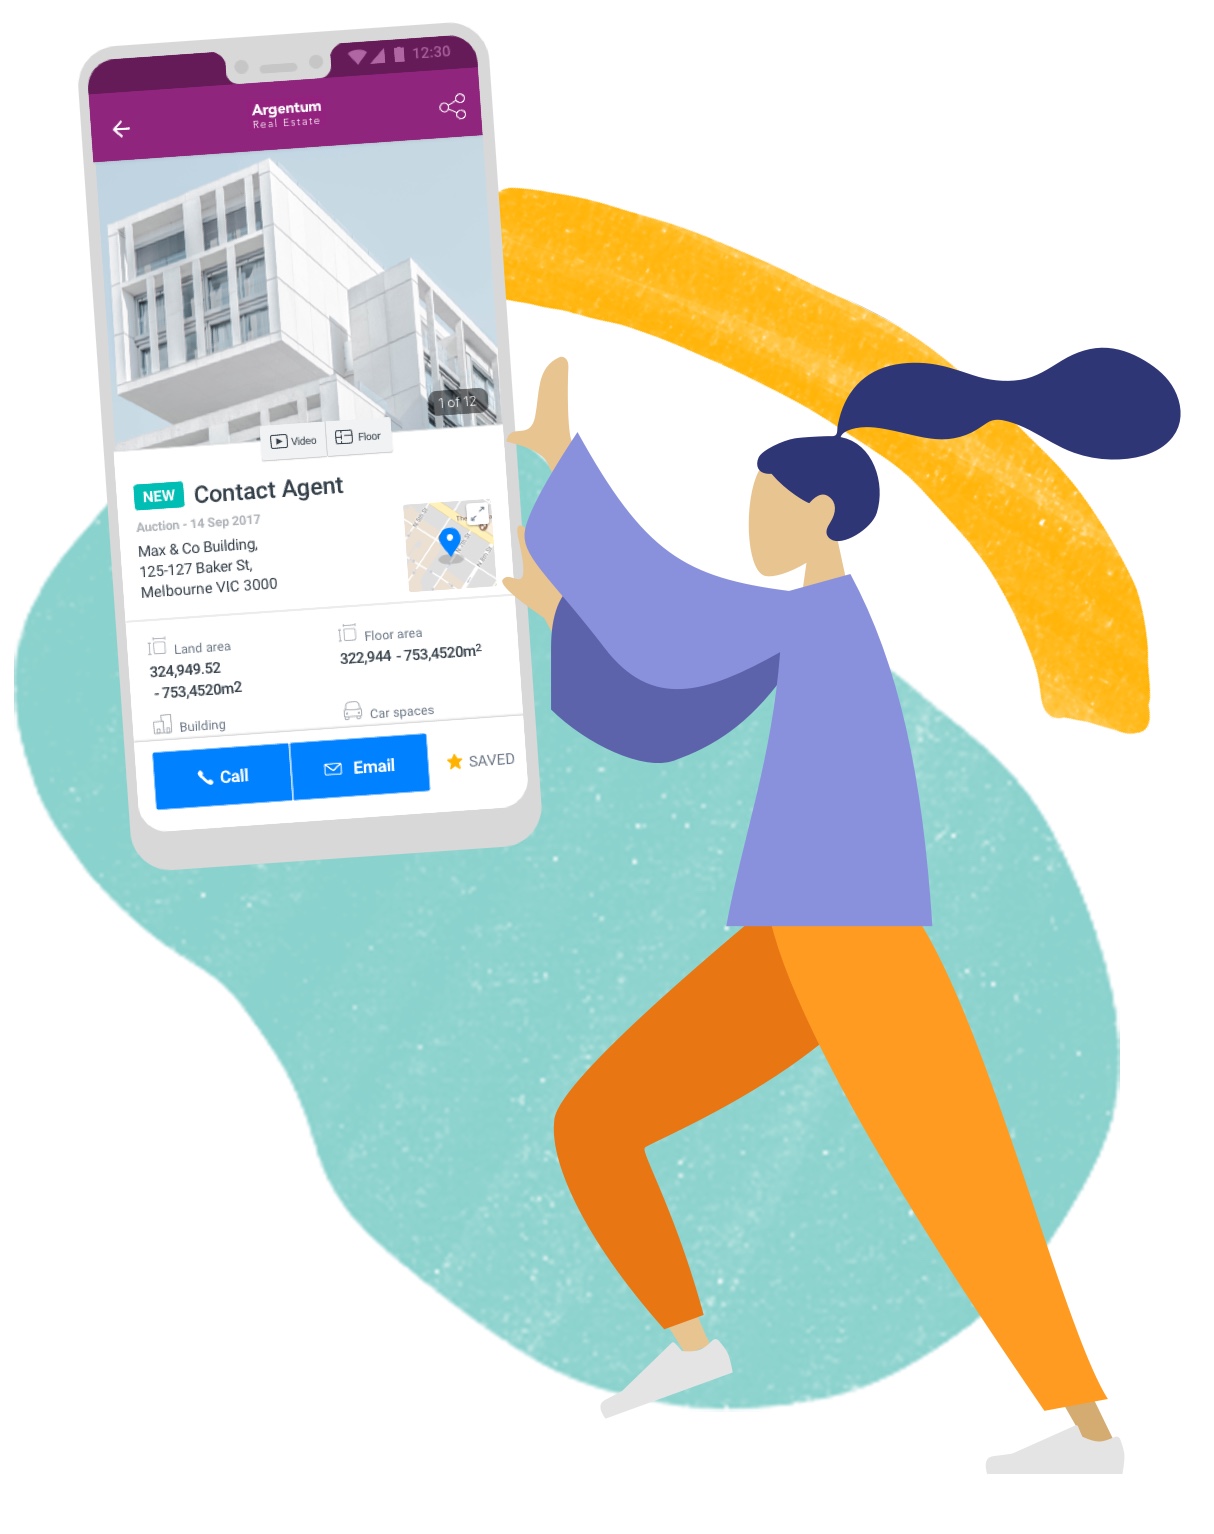 12:30
Argentum
Real Estate
1 of 12
Video
Floor
NEW
Contact Agent
Auction - 14 Sep 2017
Max & Co Building,
125-127 Baker St,
Melbourne VIC 3000
Land area
324,949.52
- 753,4520m2
Floor area
322,944 - 753,4520m²
Building
Car spaces
Call
Email
SAVED